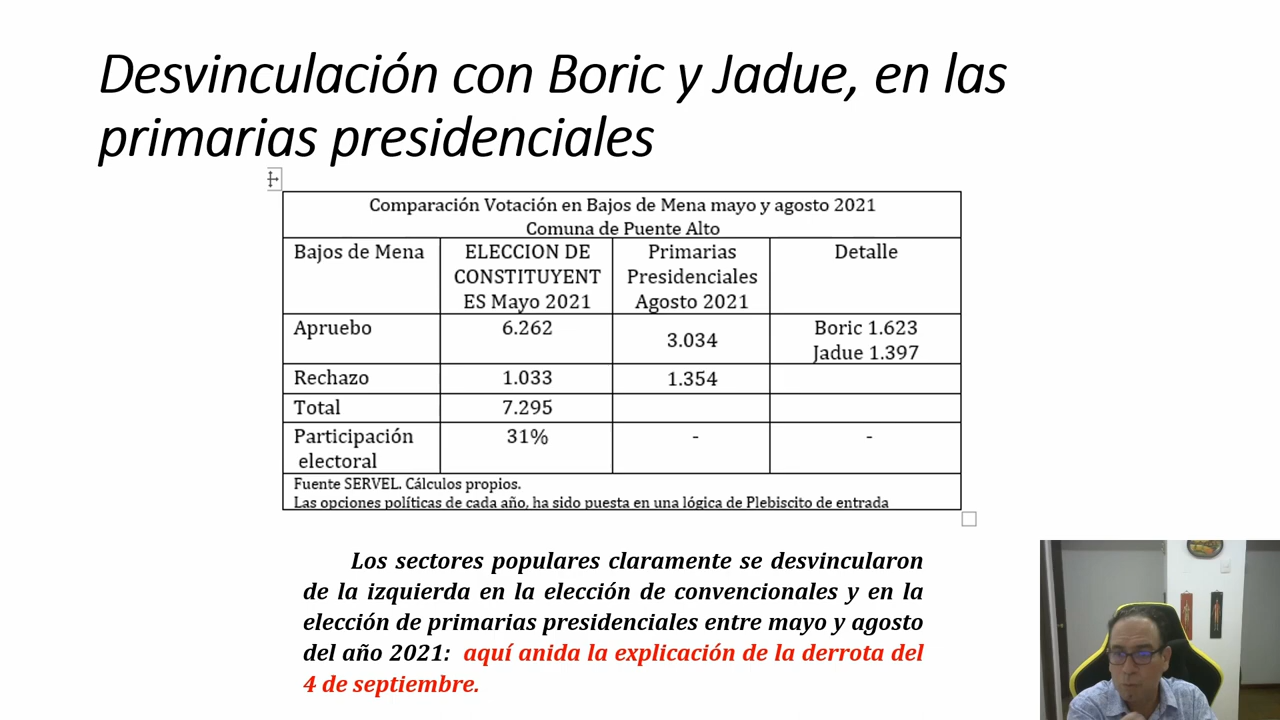 Desvinculación con Boric y Jadue, en las
primarias presidenciales
Comparación Votación en Bajos de Mena mayo y agosto 2021
Comuna de Puente Alto
Bajos de Mena
ELECCION DE
CONSTITUYENT
ES Mayo 2021
Primarias
Presidenciales
Agosto 2021
Detalle
Apruebo
6.262
3.034
Boric 1.623
Jadue 1.397
Rechazo
1.033
1.354
Total
7.295
Participación
electoral
31%
-
-
Fuente SERVEL. Cálculos propios.
Las opciones políticas de cada año, ha sido puesta en una lógica de Plebiscito de entrada
Los sectores populares claramente se desvincularon
de la izquierda en la elección de convencionales y en la
elección de primarias presidenciales entre mayo y agosto
del año 2021: aquí anida la explicación de la derrota del
4 de septiembre.